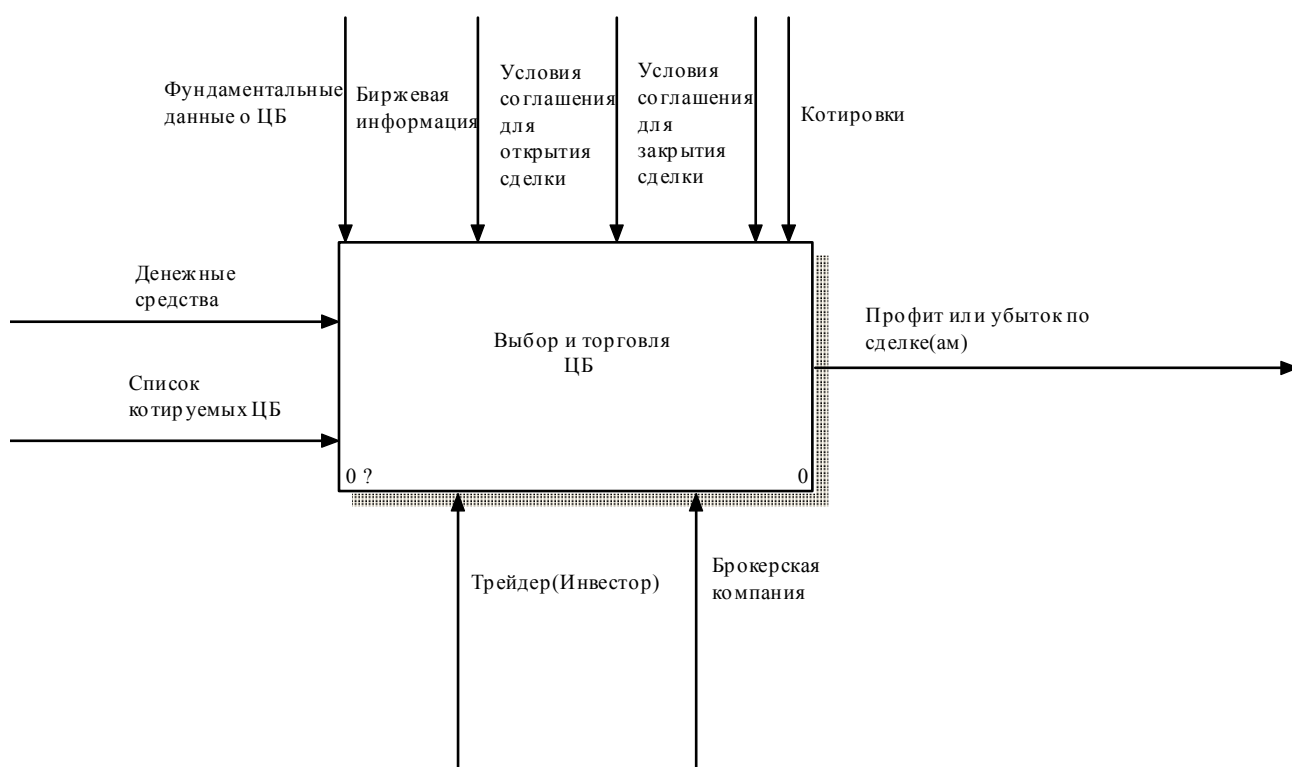 Фундаментальные
данные о ЦБ
Биржевая
информация
Условия
соглашения
для
открытия
сделки
Условия
соглашения
для
закрытия
сделки
Котировки
Денежные
средства
Список
котируемых ЦБ
Выбор и торговля
ЦБ
0 ?
0
Профит или убыток по
сделке(ам)
Трейдер(Инвестор)
Брокерская
компания